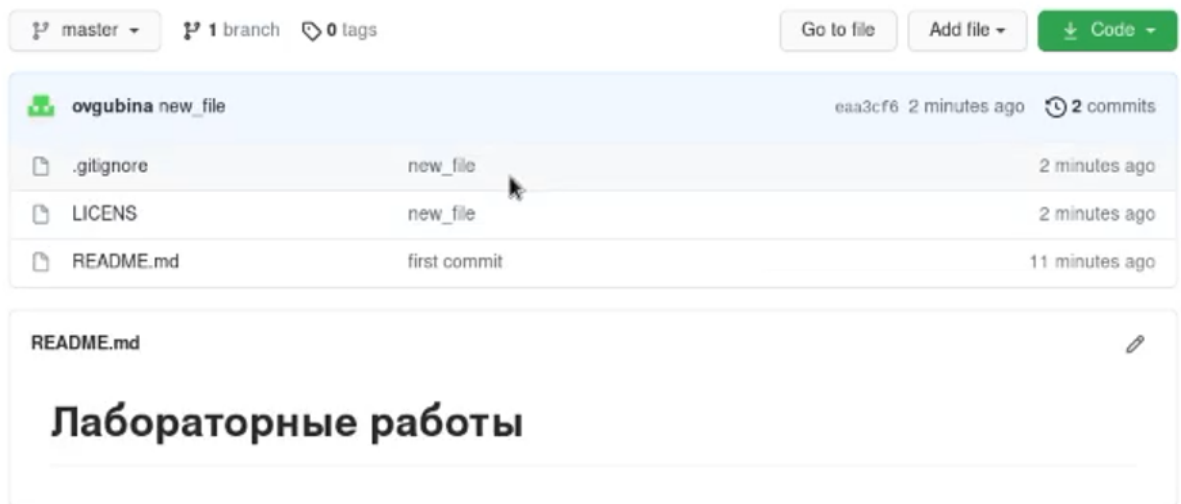 master 1 branch 0 tags Go to file Add file Code
ovgubina new_file eaa3cf6 2 minutes ago 2 commits
.gitignore new_file 2 minutes ago
LICENS new_file 2 minutes ago
README.md first commit 11 minutes ago
README.md
Лабораторные работы